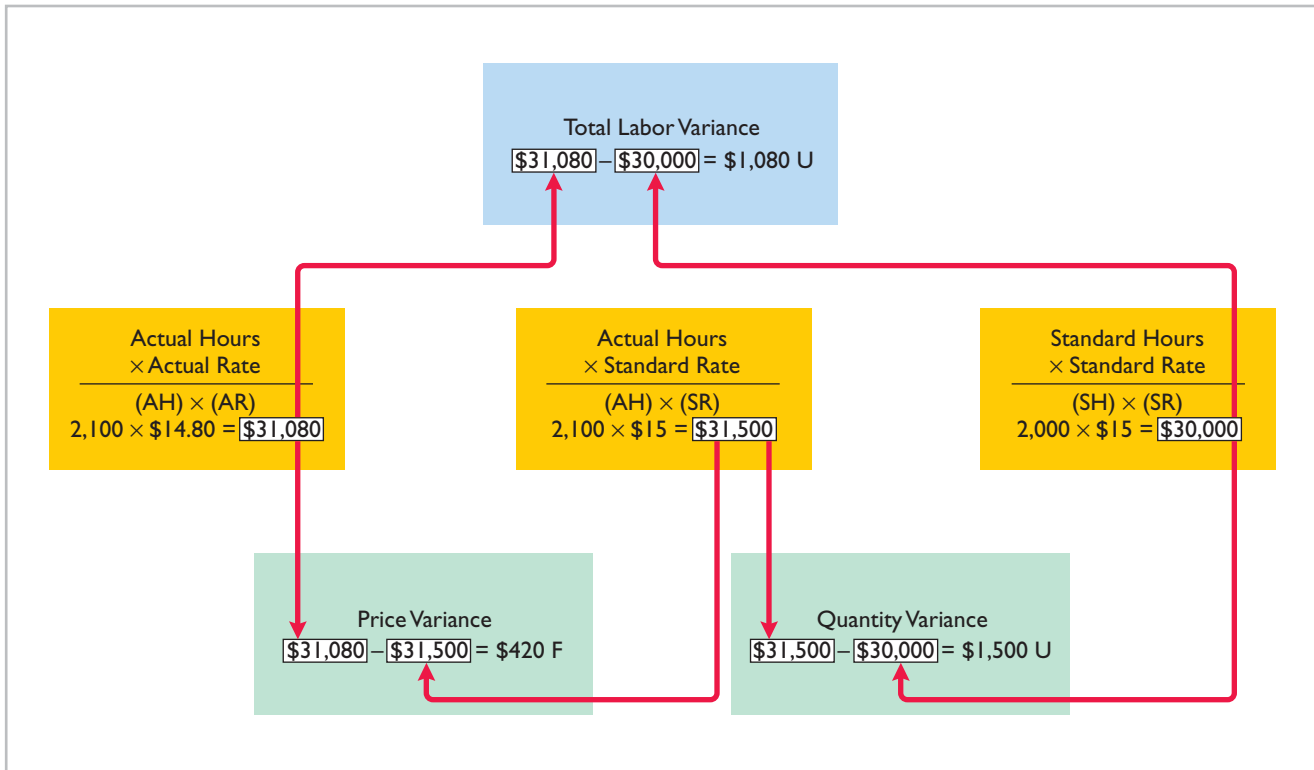 Total Labor Variance
$31,080 – $30,000 = $1,080 U
Actual Hours
× Actual Rate
(AH) × (AR)
2,100 × $14.80 = $31,080
Actual Hours
× Standard Rate
(AH) × (SR)
2,100 × $15 = $31,500
Standard Hours
× Standard Rate
(SH) × (SR)
2,000 × $15 = $30,000
Price Variance
$31,080 – $31,500 = $420 F
Quantity Variance
$31,500 – $30,000 = $1,500 U